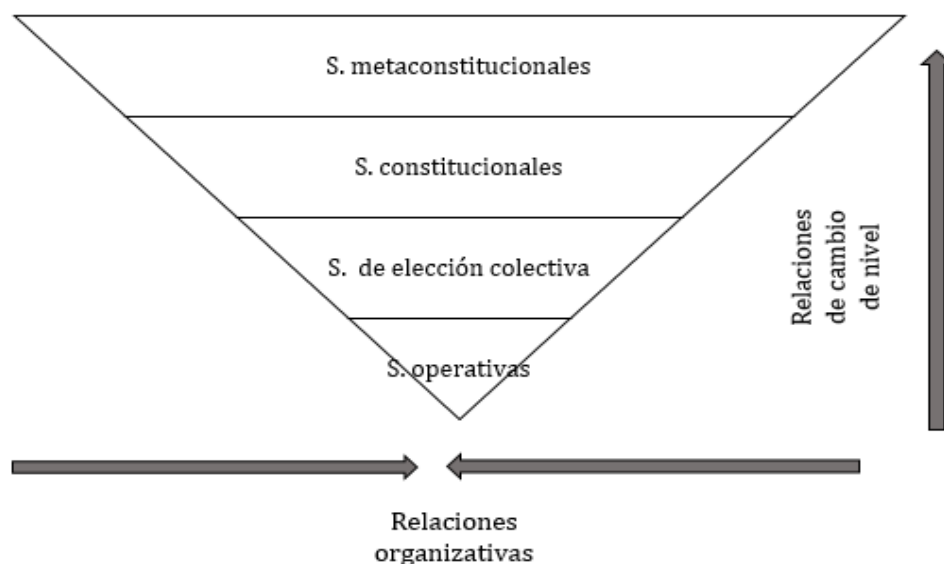 S. metaconstitucionales
S. constitucionales
S. de elección colectiva
S. operativas
Relaciones
de cambio
de nivel
Relaciones
organizativas